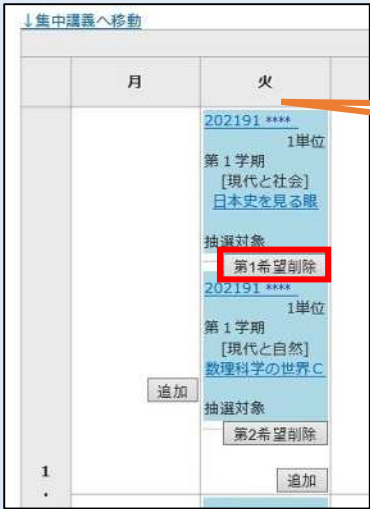 ↓集中講義へ移動
月
火
202191 ****
1単位
第1学期
[現代と社会]
日本史を見る眼
抽選対象
第1希望削除
202191 ****
1単位
第1学期
[現代と自然]
数理科学の世界C
追加
抽選対象
第2希望削除
1
・
追加